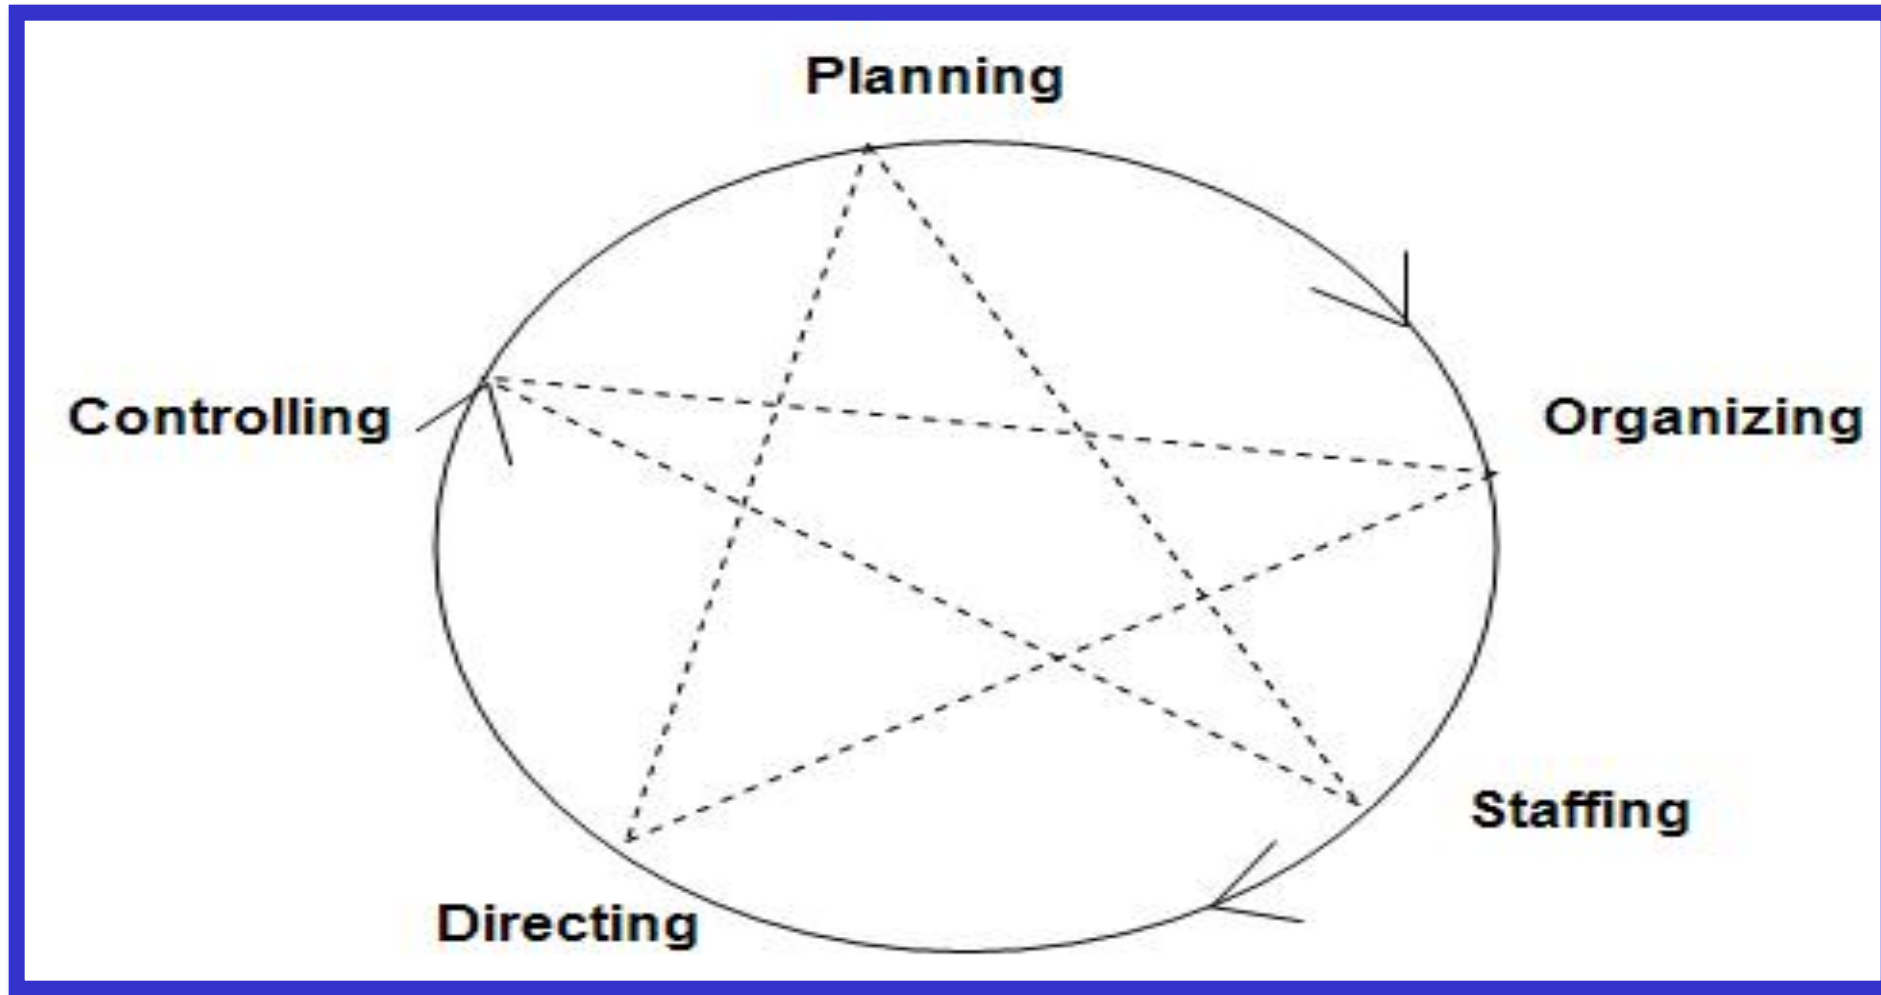 Planning
Controlling
Organizing
Staffing
Directing